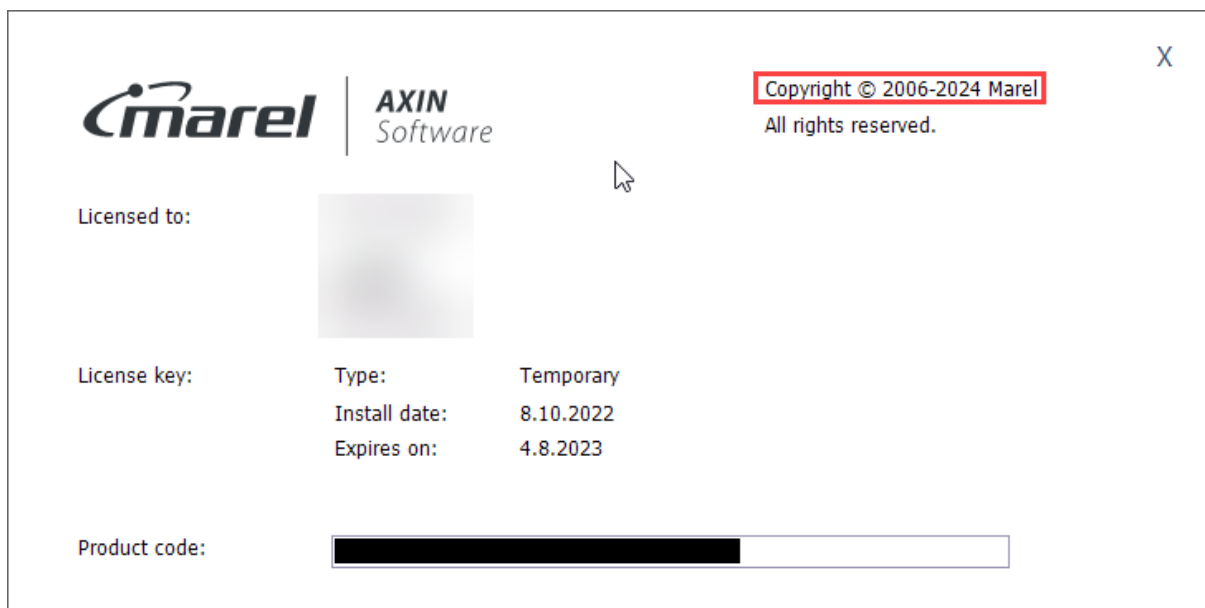 X
marel
AXIN
Software
Copyright © 2006-2024 Marel
All rights reserved.
Licensed to:
License key:
Type: Temporary
Install date: 8.10.2022
Expires on: 4.8.2023
Product code: